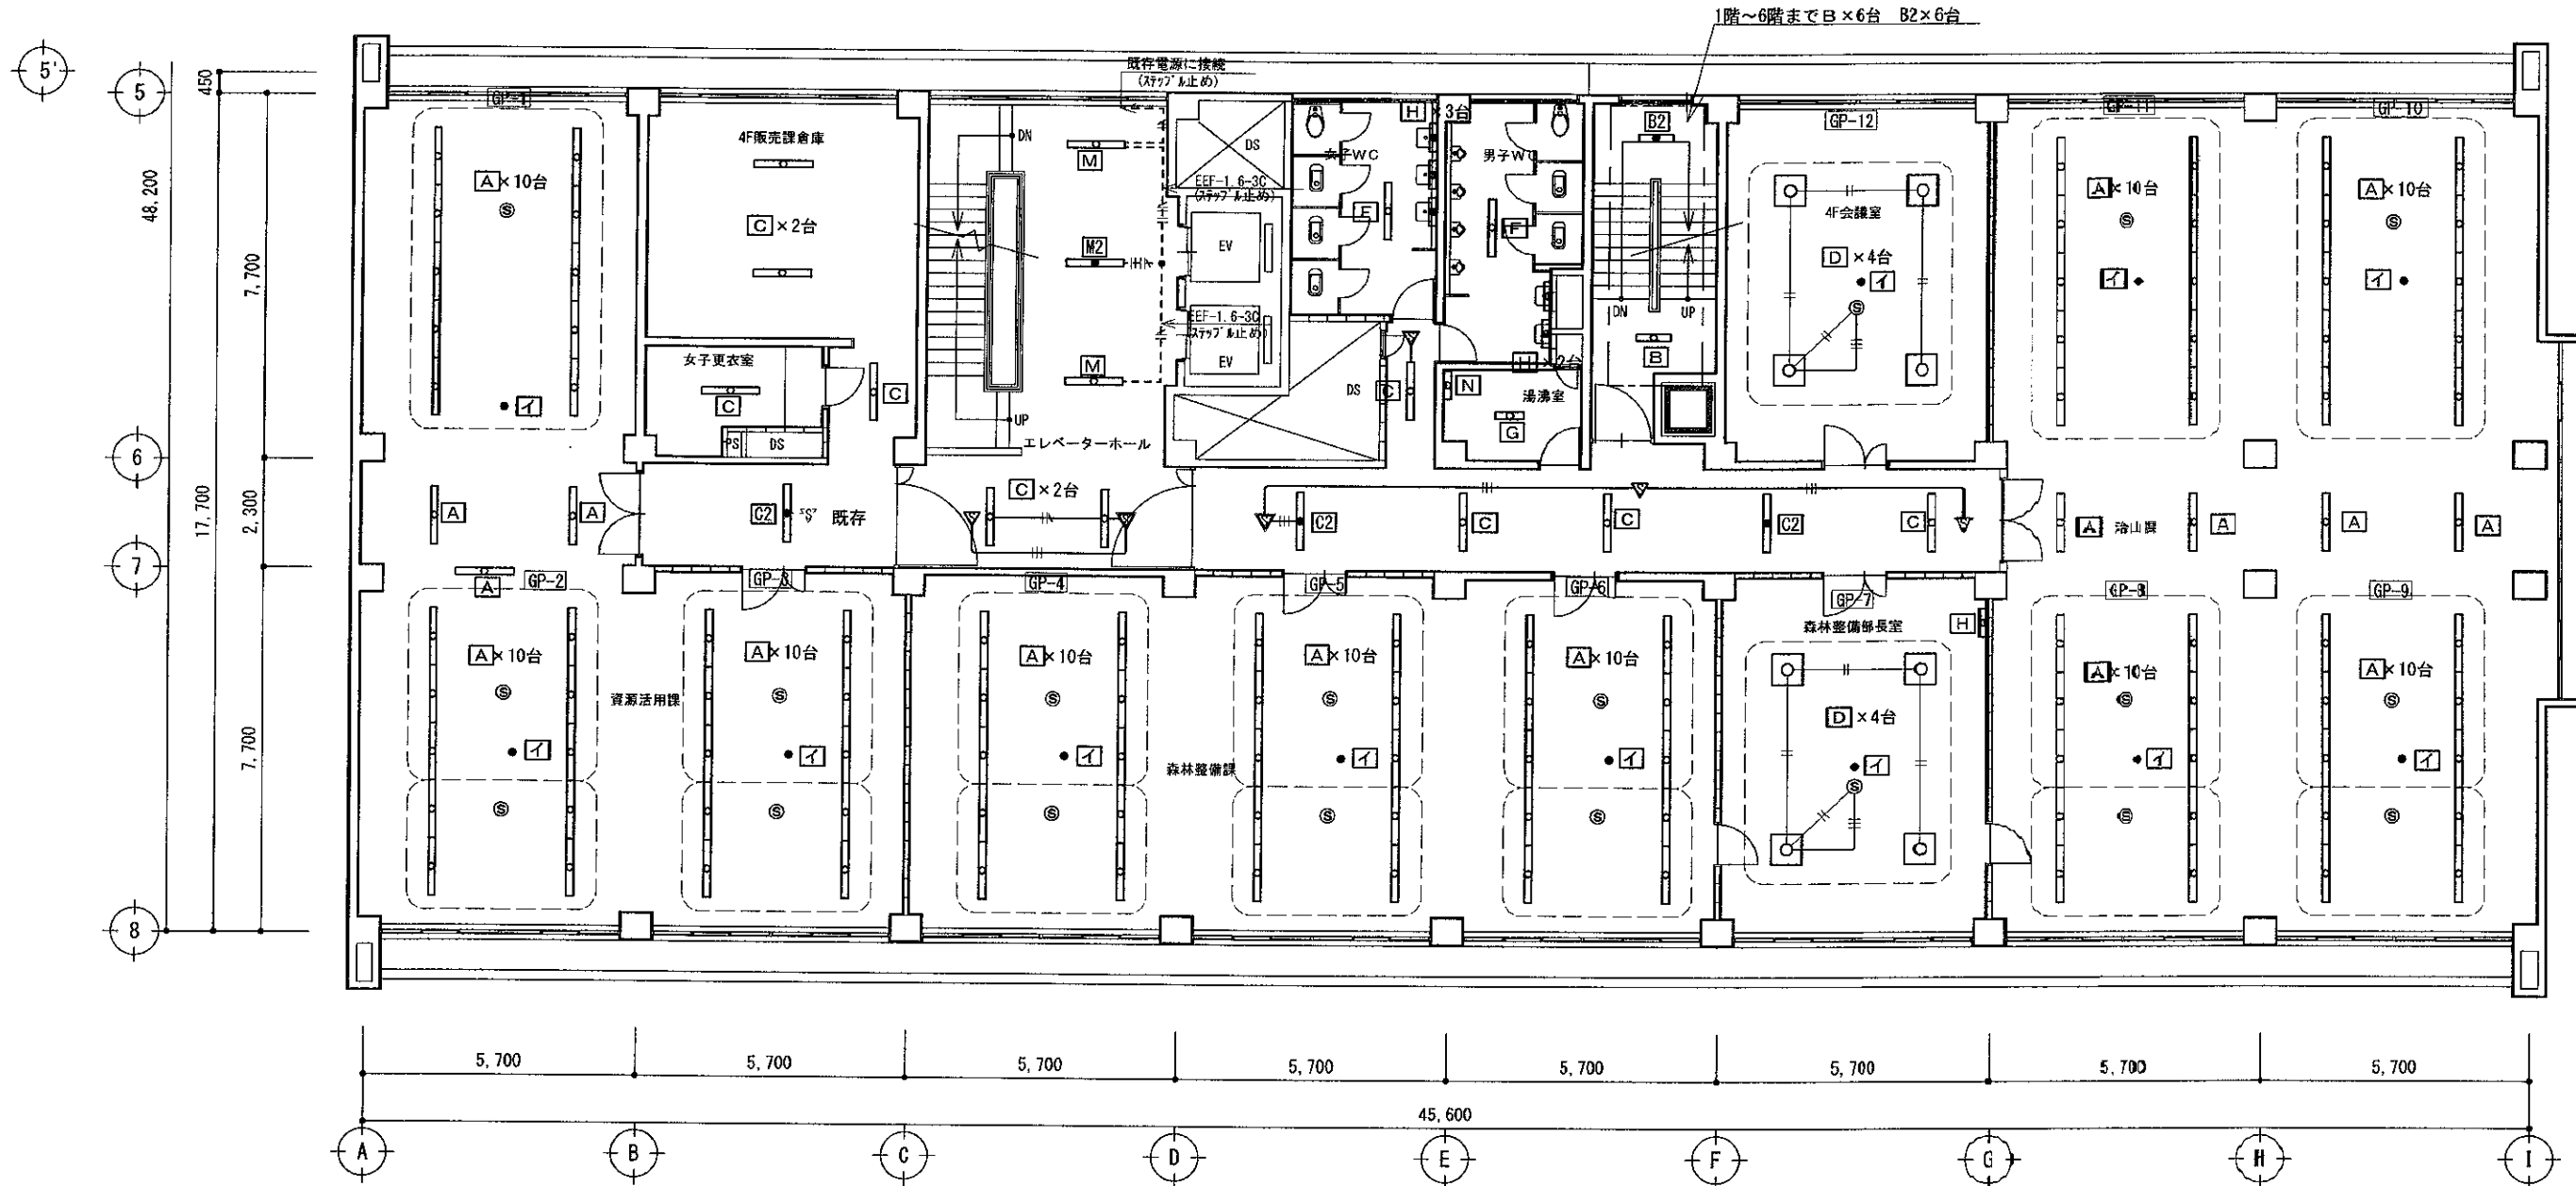 1階～6階までB×6台 B2×6台
5'
5
450
既存電源に接続
(ステップル止め)
GP-1
GP-12
GP-11
GP-10
H × 3台
B2
DN
DS
女子WC
男子WC
4F販売課倉庫
M
A×10台
EEF-1.6-3C
(ステップル止め)
A×10台
A×10台
48,200
7,700
C×2台
F
F
4F会議室
EV
M2
D×4台
イ
イ
イ
EEF-1.6-3C
(ステップル止め)
DN
UP
女子更衣室
M
EV
B
H × 2台
C
C
DS
C
N
湯沸室
イ
UP
G
PS
DS
エレベーターホール
6
17,700
2,300
C×2台
A
A
C2
既存
C2
C
C
C2
C
A
治山課
A
A
A
7
GP-2
GP-3
GP-4
GP-5
GP-6
GP-7
GP-8
GP-9
A
森林整備部長室
H
A×10台
A×10台
A×10台
A×10台
A×10台
A×10台
A×10台
資源活用課
D×4台
7,700
イ
イ
イ
イ
イ
イ
イ
イ
森林整備課
8
5,700
5,700
5,700
5,700
5,700
5,700
5,700
5,700
45,600
A
B
C
D
E
F
G
H
I